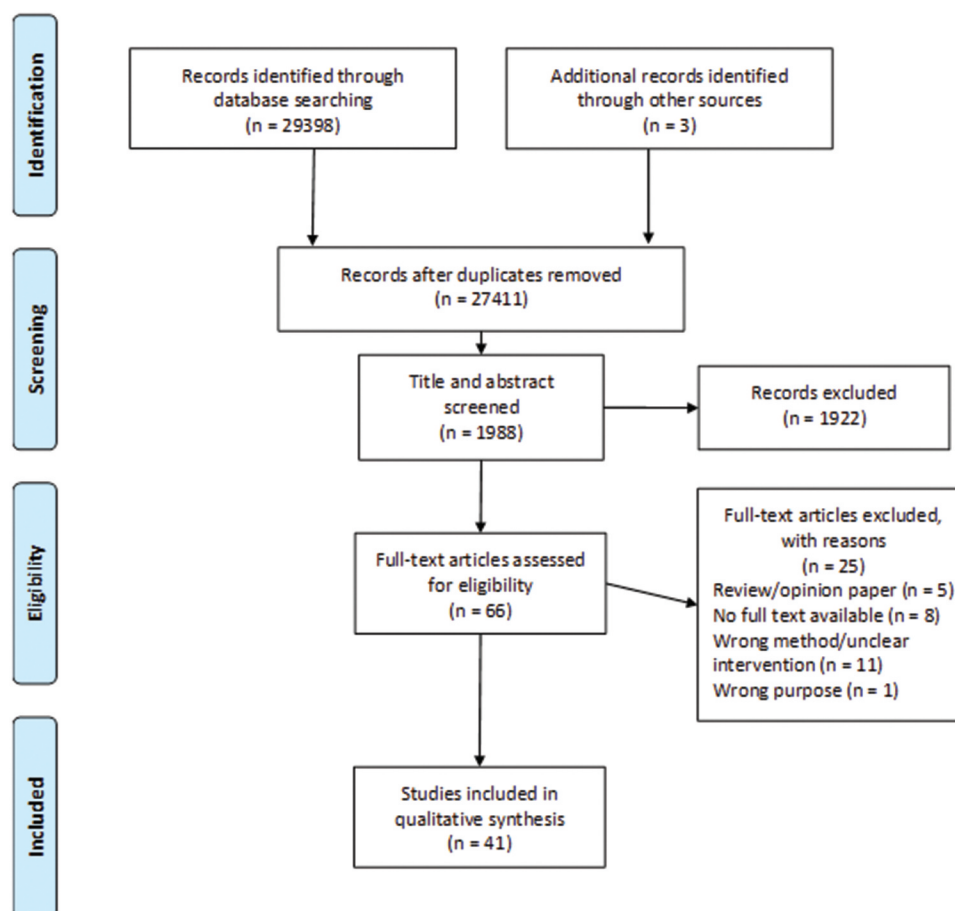 Identification
Records identified through
database searching
(n = 29398)
Additional records identified
through other sources
(n = 3)
Screening
Records after duplicates removed
(n = 27411)
Title and abstract
screened
(n = 1988)
Records excluded
(n = 1922)
Eligibility
Full-text articles assessed
for eligibility
(n = 66)
Full-text articles excluded,
with reasons
(n = 25)
Review/opinion paper (n = 5)
No full text available (n = 8)
Wrong method/unclear
intervention (n = 11)
Wrong purpose (n = 1)
Included
Studies included in
qualitative synthesis
(n = 41)